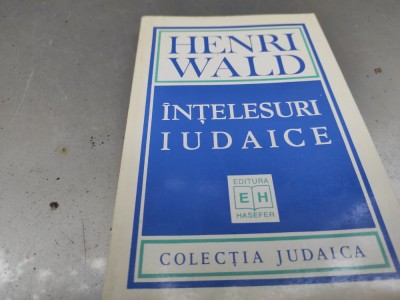 HENRI
WALD
ÎNȚELESURI
IUDAICE
EDITURA
E H
HASEFER
COLECȚIA JUDAICA